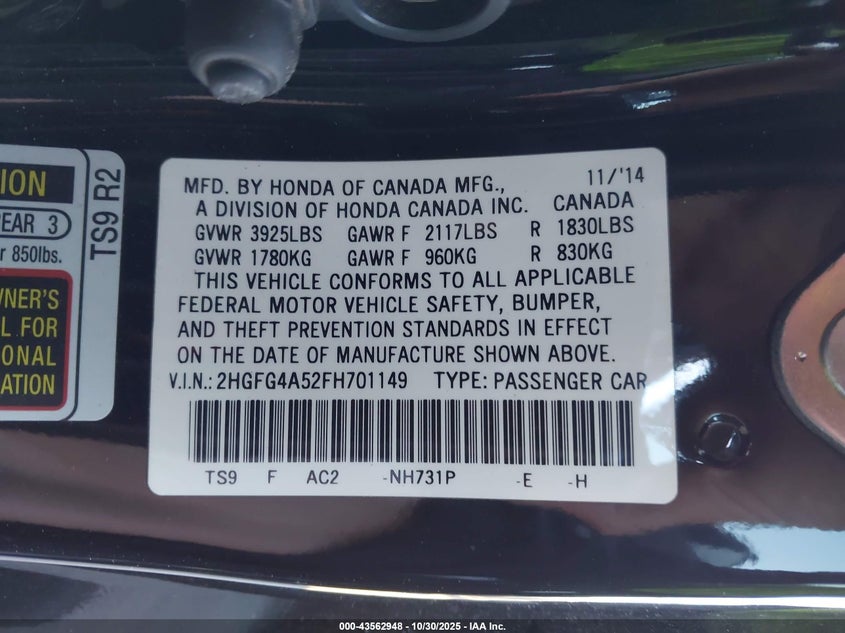 ION
PEAR 3
r 850lbs.
TS9 R2
WNER'S
L FOR
ONAL
ATION
MFD. BY HONDA OF CANADA MFG., 11/'14
A DIVISION OF HONDA CANADA INC. CANADA
GVWR 3925LBS GAWR F 2117LBS R 1830LBS
GVWR 1780KG GAWR F 960KG R 830KG
THIS VEHICLE CONFORMS TO ALL APPLICABLE
FEDERAL MOTOR VEHICLE SAFETY, BUMPER,
AND THEFT PREVENTION STANDARDS IN EFFECT
ON THE DATE OF MANUFACTURE SHOWN ABOVE.
V.I.N.: 2HGFG4A52FH701149 TYPE: PASSENGER CAR
TS9 F AC2 -NH731P -E -H
000-43562948 - 10/30/2025 - IAA Inc.